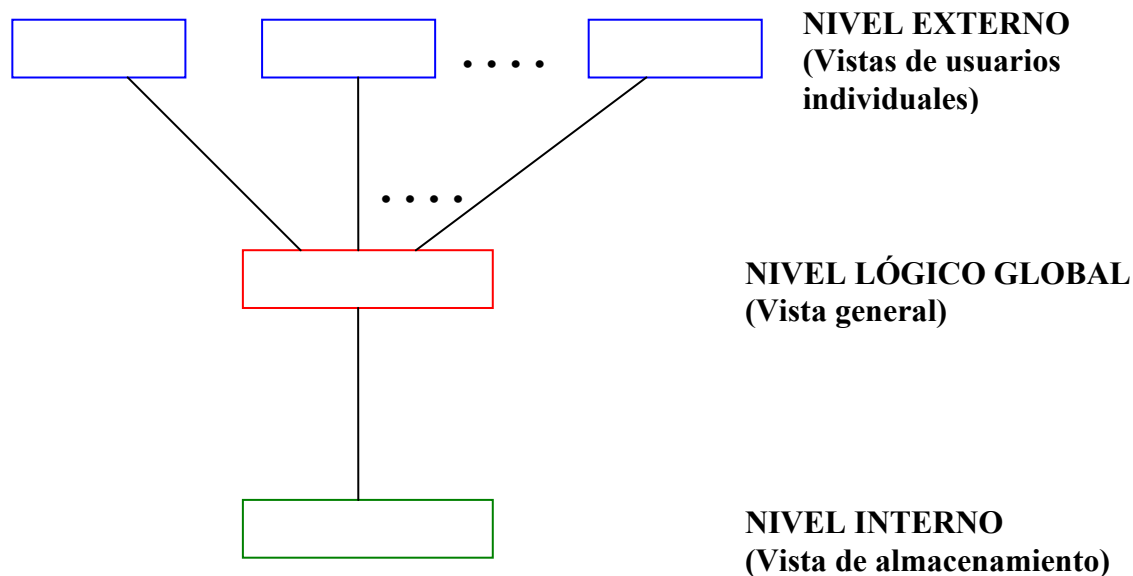 NIVEL EXTERNO
(Vistas de usuarios
individuales)
NIVEL LÓGICO GLOBAL
(Vista general)
NIVEL INTERNO
(Vista de almacenamiento)